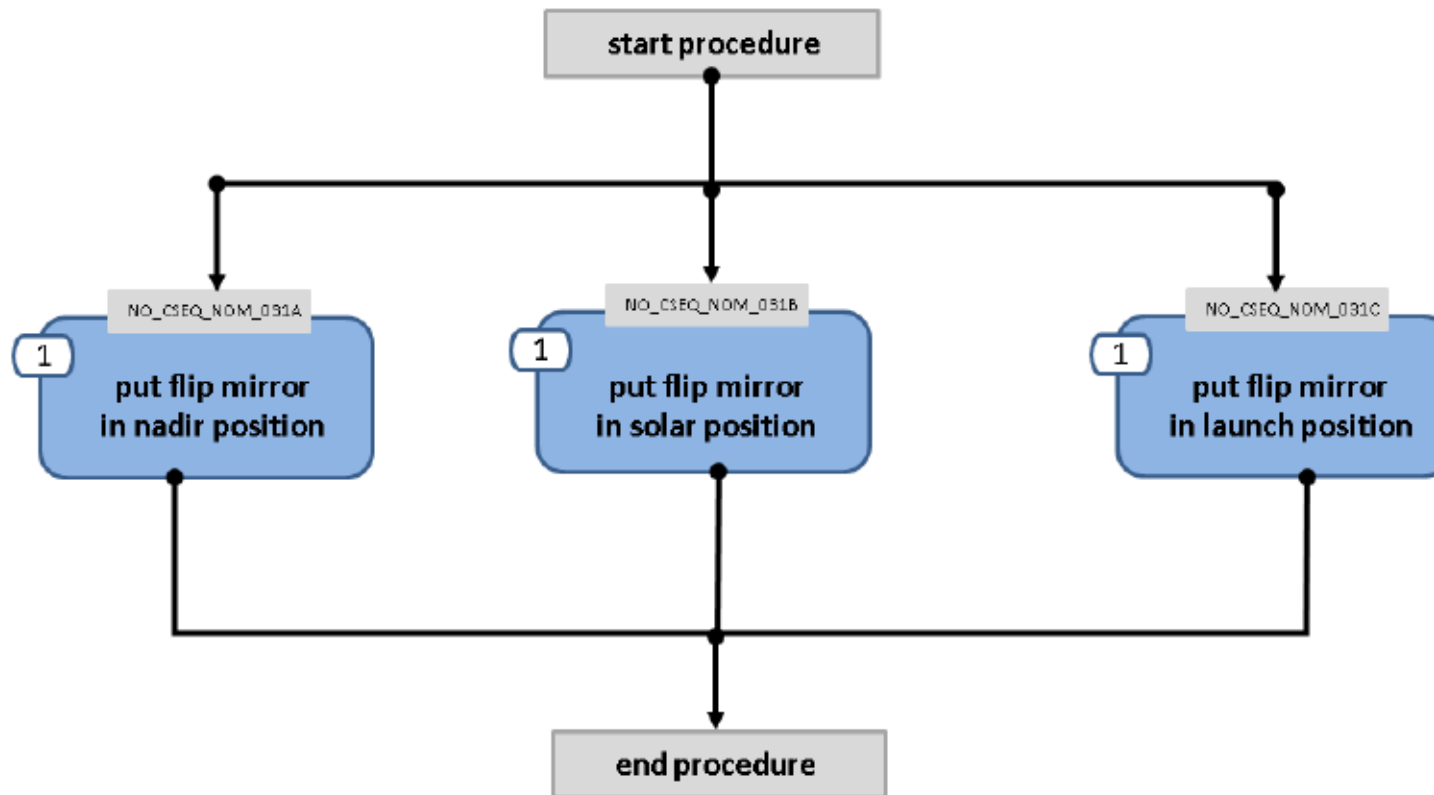 start procedure
NO_CSEQ_NOM_031A
NO_CSEQ_NOM_031B
NO_CSEQ_NOM_031C
1
put flip mirror
in nadir position
1
put flip mirror
in solar position
1
put flip mirror
in launch position
end procedure